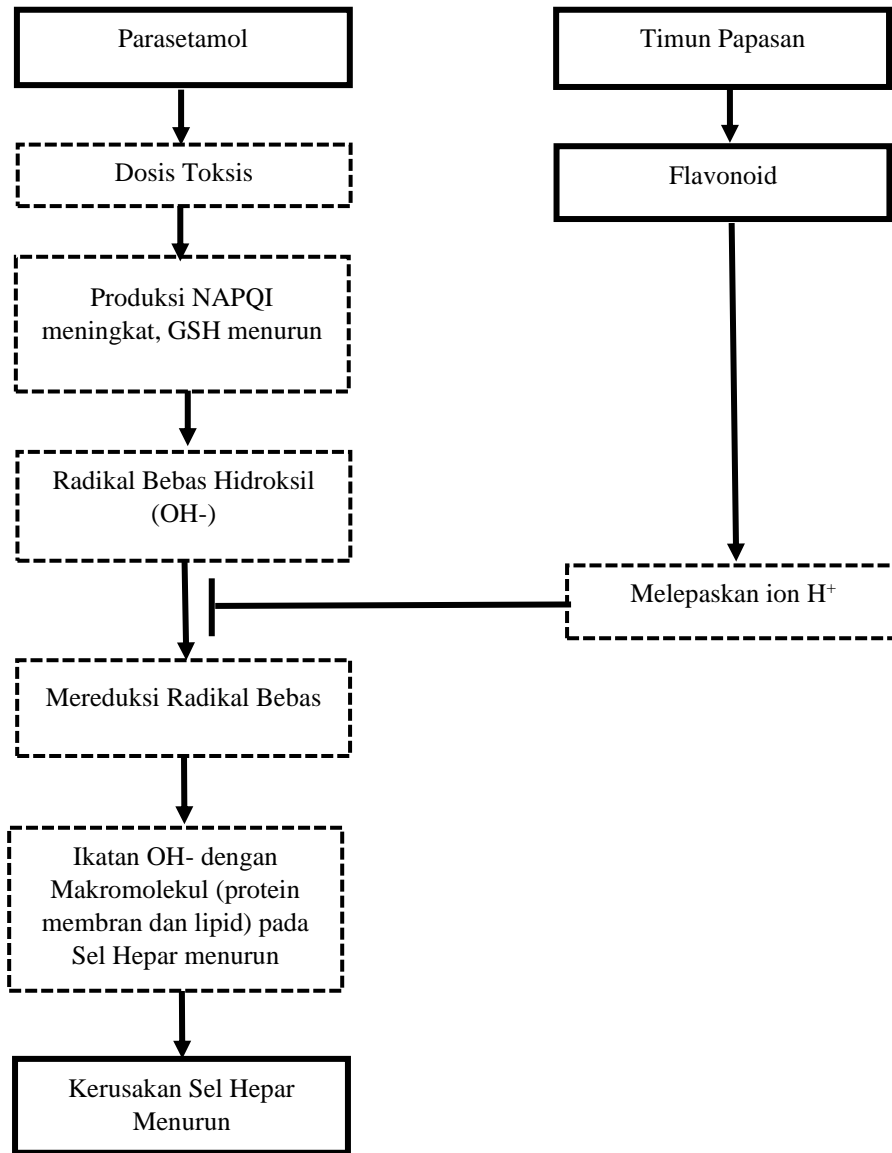 Parasetamol
Timun Papasan
Dosis Toksis
Flavonoid
Produksi NAPQI
meningkat, GSH menurun
Radikal Bebas Hidroksil
(OH-)
Melepaskan ion H⁺
Mereduksi Radikal Bebas
Ikatan OH- dengan
Makromolekul (protein
membran dan lipid) pada
Sel Hepar menurun
Kerusakan Sel Hepar
Menurun